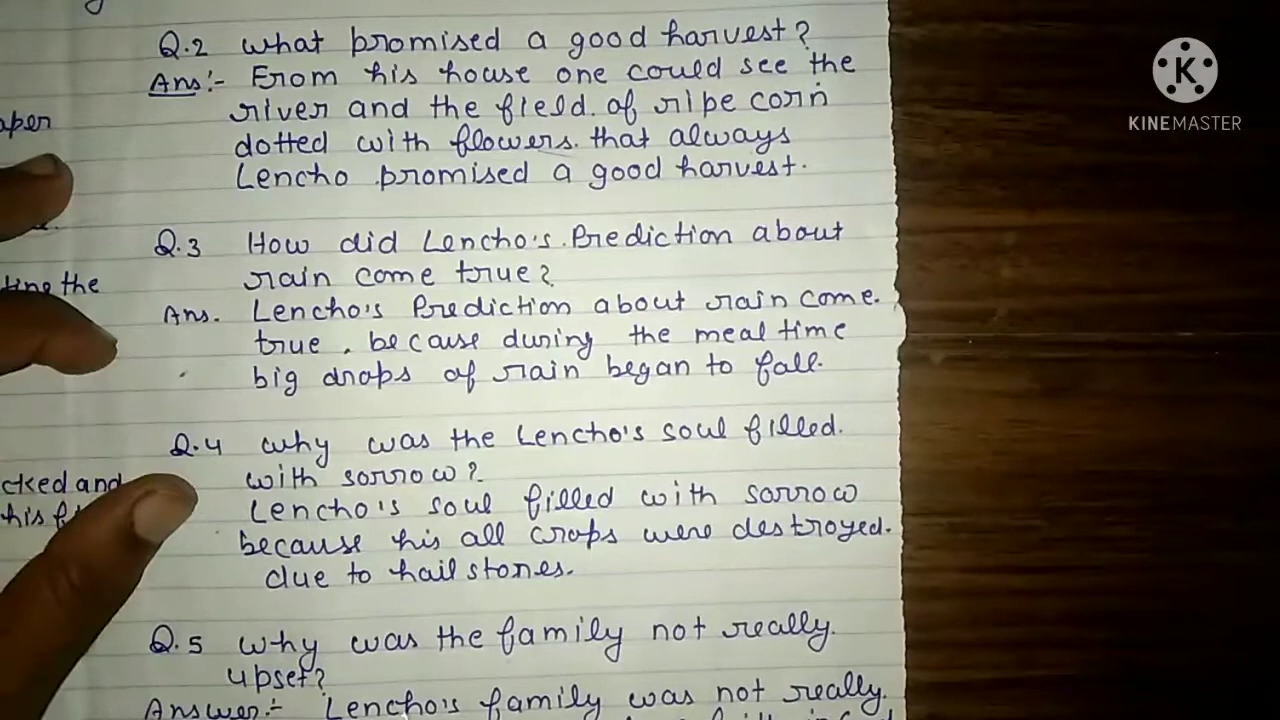 Q.2 what promised a good harvest?
Ans:- From his house one could see the
river and the field. of ripe corn
dotted with flowers. that always
Lencho promised a good harvest.
Q.3 How did Lencho's. Prediction about
rain come true?
Ans. Lencho's Prediction about rain come.
true. because during the meal time
big drops of rain began to fall.
Q.4 why was the Lencho's soul filled.
with sorrow?
Lencho's soul filled with sorrow
because his all crops were destroyed.
due to hail stones.
Q.5 why was the family not really.
upset?
Answer:- Lencho's family was not really.
aper
ting the
cked and
his
K
KINEMASTER